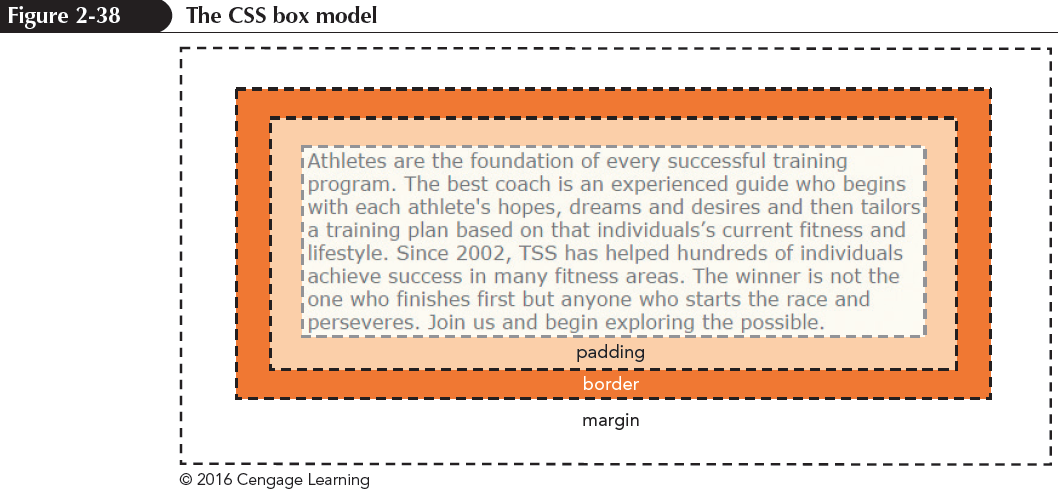 Figure 2-38 The CSS box model
Athletes are the foundation of every successful training
program. The best coach is an experienced guide who begins
with each athlete's hopes, dreams and desires and then tailors
a training plan based on that individuals’s current fitness and
lifestyle. Since 2002, TSS has helped hundreds of individuals
achieve success in many fitness areas. The winner is not the
one who finishes first but anyone who starts the race and
perseveres. Join us and begin exploring the possible.
padding
border
margin
© 2016 Cengage Learning